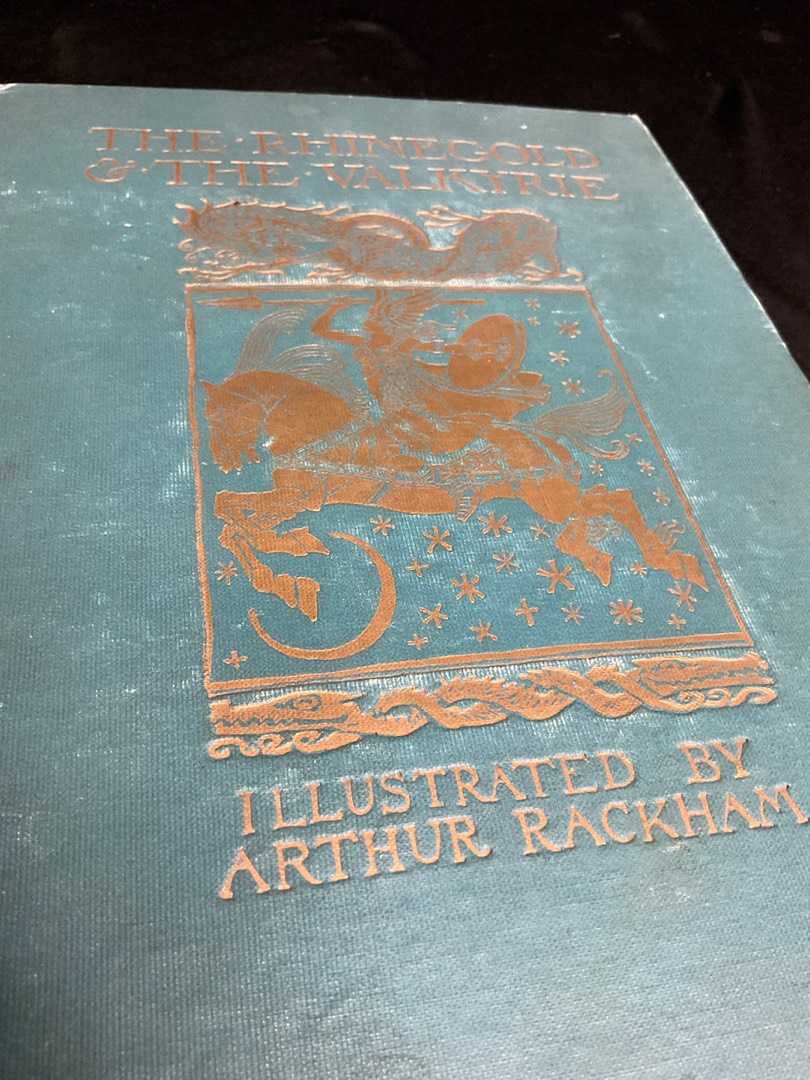 THE · RHINEGOLD
& · THE · VALKYRIE
ILLUSTRATED BY
ARTHUR RACKHAM